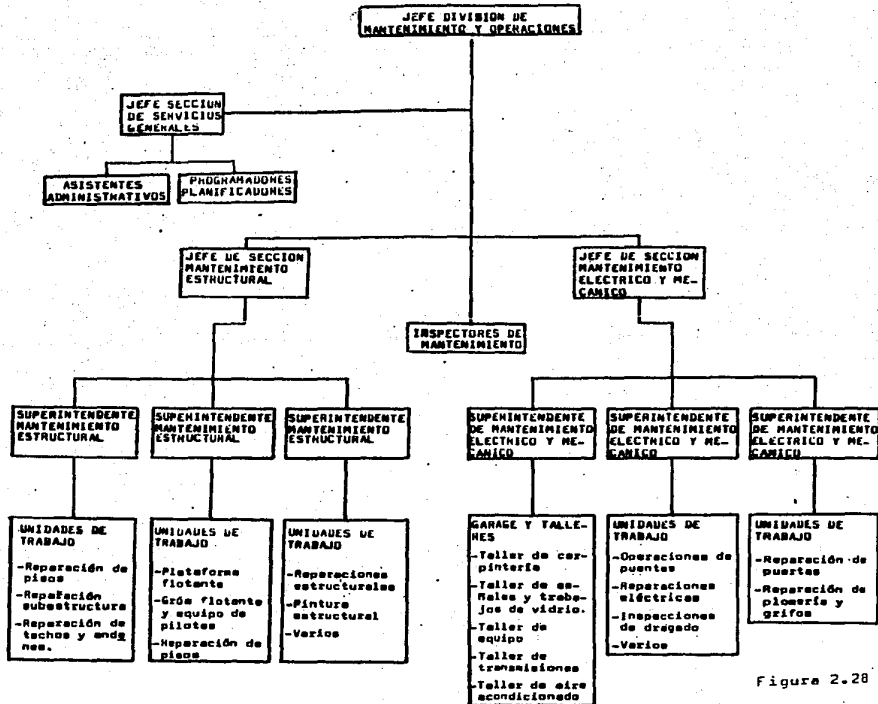 JEFE DIVISION DE
MANTENIMIENTO Y OPERACIONES
JEFE SECCION
DE SERVICIOS
GENERALES
ASISTENTES
ADMINISTRATIVOS
PROGRAMADORES
PLANIFICADORES
JEFE DE SECCION
MANTENIMIENTO
ESTRUCTURAL
JEFE DE SECCION
MANTENIMIENTO
ELECTRICO Y ME-
CANICO
INSPECTORES DE
MANTENIMIENTO
SUPERINTENDENTE
MANTENIMIENTO
ESTRUCTURAL
SUPERINTENDENTE
MANTENIMIENTO
ESTRUCTURAL
SUPERINTENDENTE
MANTENIMIENTO
ESTRUCTURAL
SUPERINTENDENTE
DE MANTENIMIENTO
ELECTRICO Y ME-
CANICO
SUPERINTENDENTE
DE MANTENIMIENTO
ELECTRICO Y ME-
CANICO
SUPERINTENDENTE
DE MANTENIMIENTO
ELECTRICO Y ME-
CANICO
UNIDADES DE
TRABAJO
-Reparación de
pisos
-Reparación
subestructura
-Reparación de
techos y ande
nes.
UNIDADES DE
TRABAJO
-Plataforma
flotante
-Grúa flotante
y equipo de
pilotes
-Reparación de
pisos
UNIDADES DE
TRABAJO
-Reparaciones
estructurales
-Pintura
estructural
-Varios
GARAGE Y TALLE-
RES
-Taller de car-
pintería
-Taller de se-
ñales y traba-
jos de vidrio.
-Taller de
equipo
-Taller de
transmisiones
-Taller de aire
acondicionado
UNIDADES DE
TRABAJO
-Operaciones de
puentes
-Reparaciones
eléctricas
-Inspecciones
de dragado
-Varios
UNIDADES DE
TRABAJO
-Reparación de
puertas
-Reparación de
plomería y
grifos
Figura 2.28